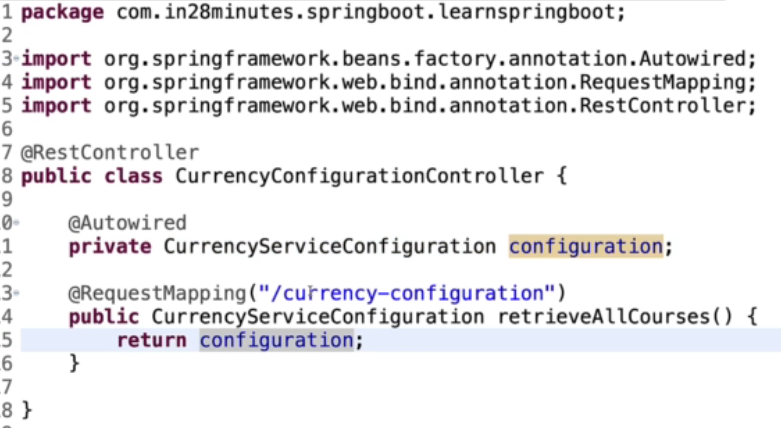 1 package com.in28minutes.springboot.learnspringboot;
2
3 import org.springframework.beans.factory.annotation.Autowired;
4 import org.springframework.web.bind.annotation.RequestMapping;
5 import org.springframework.web.bind.annotation.RestController;
6
7 @RestController
8 public class CurrencyConfigurationController {
9
0 @Autowired
1 private CurrencyServiceConfiguration configuration;
2
3 @RequestMapping("/currency-configuration")
4 public CurrencyServiceConfiguration retrieveAllCourses() {
5 return configuration;
6 }
7
8 }